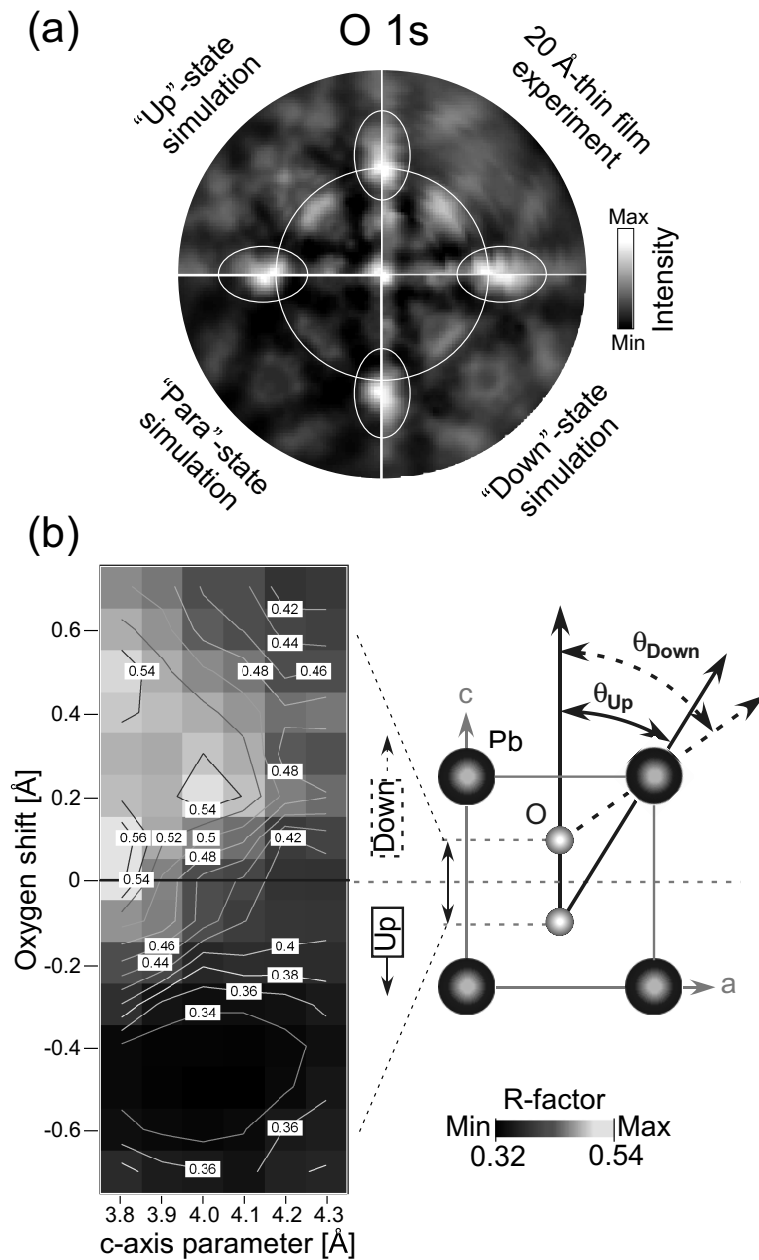 (a)
O 1s
"Up"-state
simulation
20 Å-thin film
experiment
Max
Intensity
Min
"Para"-state
simulation
"Down"-state
simulation
(b)
Oxygen shift [Å]
0.6
0.4
0.2
0
-0.2
-0.4
-0.6
0.42
0.44
0.54
0.48
0.46
0.48
0.54
0.56
0.52
0.5
0.42
0.48
0.54
0.46
0.4
0.44
0.38
0.36
0.34
0.36
0.36
3.8 3.9 4.0 4.1 4.2 4.3
c-axis parameter [Å]
Down
Up
θDown
θUp
c
Pb
O
a
R-factor
Min Max
0.32 0.54